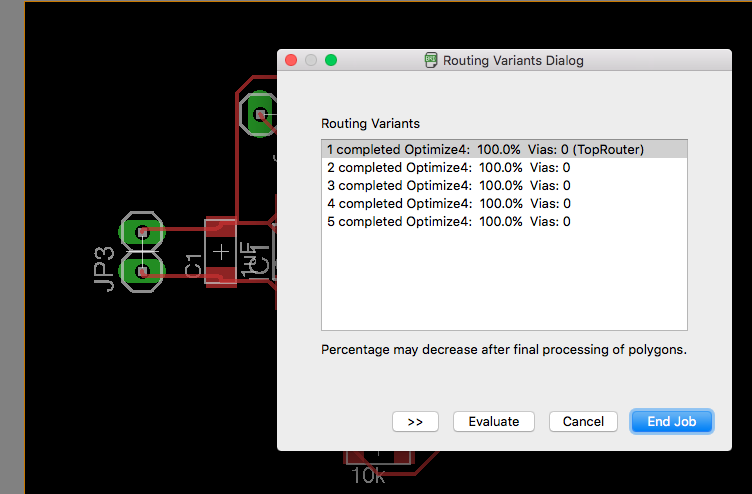 Routing Variants Dialog
Routing Variants
1 completed Optimize4: 100.0% Vias: 0 (TopRouter)
2 completed Optimize4: 100.0% Vias: 0
3 completed Optimize4: 100.0% Vias: 0
4 completed Optimize4: 100.0% Vias: 0
5 completed Optimize4: 100.0% Vias: 0
Percentage may decrease after final processing of polygons.
>> Evaluate Cancel End Job
JP3
C1
1uF
IC1
10k